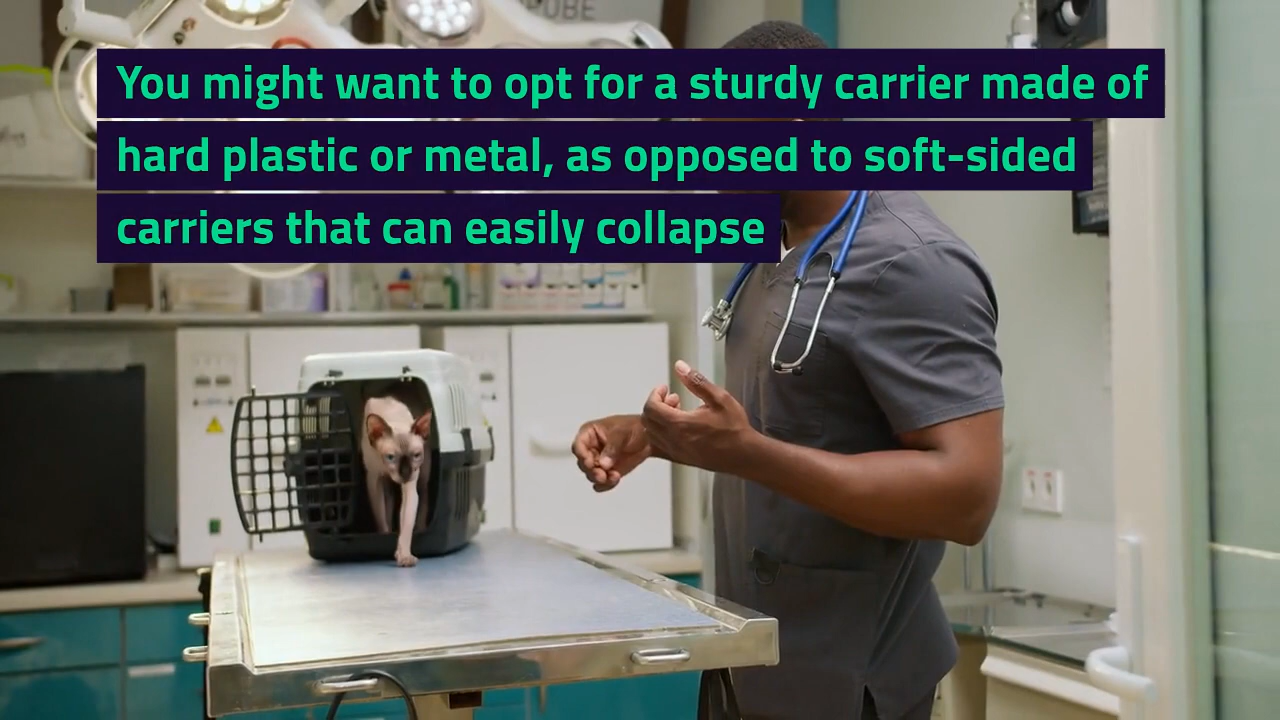 You might want to opt for a sturdy carrier made of
hard plastic or metal, as opposed to soft-sided
carriers that can easily collapse